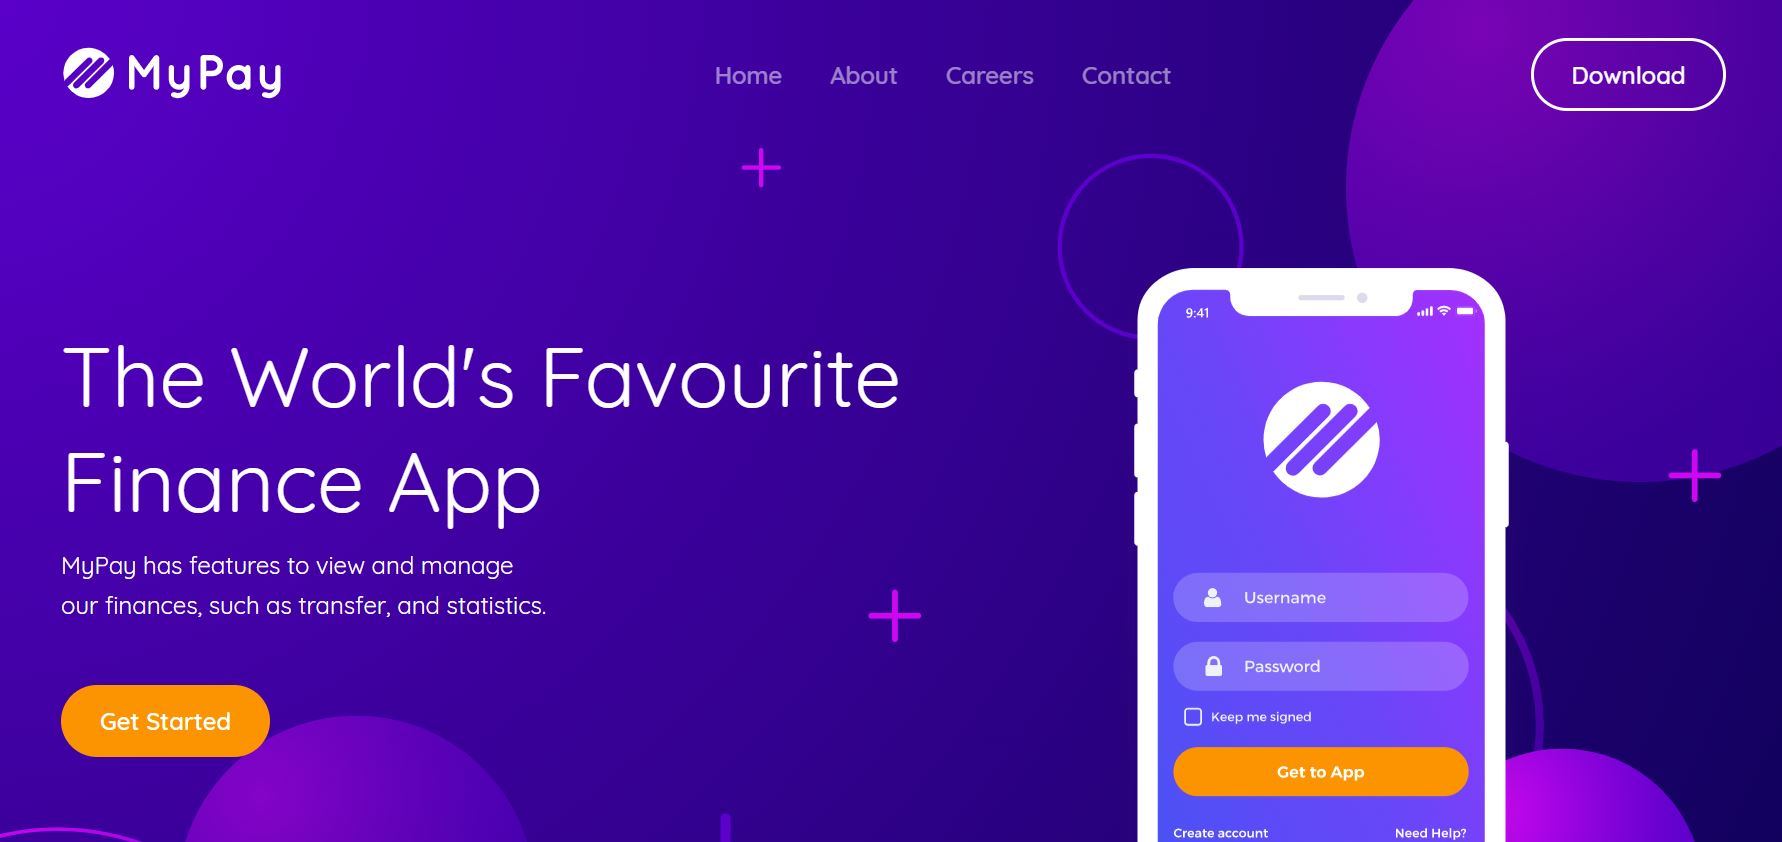 MyPay
Home About Careers Contact
Download
The World's Favourite
Finance App
MyPay has features to view and manage
our finances, such as transfer, and statistics.
Get Started
9:41
Username
Password
Keep me signed
Get to App
Create account Need Help?